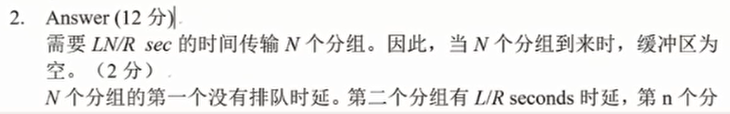 2. Answer (12 分)
需要 LN/R sec 的时间传输 N 个分组。因此，当 N 个分组到来时，缓冲区为
空。（2 分）
N 个分组的第一个没有排队时延。第二个分组有 L/R seconds 时延，第 n 个分